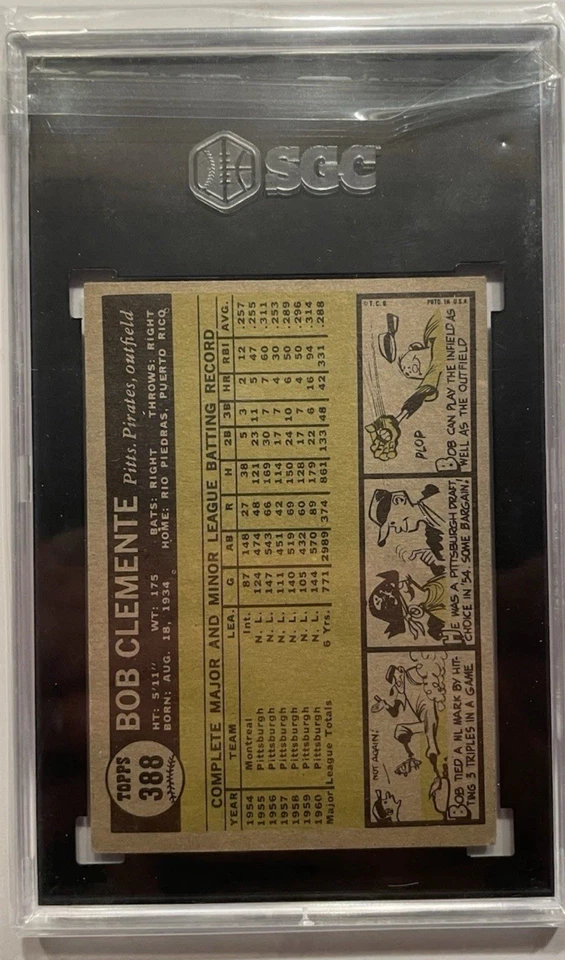 SGC
TOPPS
388
BOB CLEMENTE Pitts. Pirates, outfield
HT: 5'11" WT: 175 BATS: RIGHT THROWS: RIGHT
BORN: AUG. 18, 1934 HOME: RIO PIEDRAS, PUERTO RICO
COMPLETE MAJOR AND MINOR LEAGUE BATTING RECORD
YEAR TEAM LEA. G AB R H 2B 3B HR RBI AVG.
1954 Montreal Int. 87 148 27 38 5 3 2 12 .257
1955 Pittsburgh N. L. 124 474 48 121 23 11 5 47 .255
1956 Pittsburgh N. L. 147 543 66 169 30 7 7 60 .311
1957 Pittsburgh N. L. 111 451 42 114 17 7 4 30 .253
1958 Pittsburgh N. L. 140 519 69 150 24 10 6 50 .289
1959 Pittsburgh N. L. 105 432 60 128 17 7 4 50 .296
1960 Pittsburgh N. L. 144 570 89 179 22 6 16 94 .314
Major League Totals 6 Yrs. 771 2989 374 861 133 48 42 331 .288
NOT AGAIN!
BOB TIED A NL MARK BY HIT-
TING 3 TRIPLES IN A GAME.
HE WAS A PITTSBURGH DRAFT
CHOICE IN '54. SOME BARGAIN!
© T.C.G. PRTD. IN U.S.A.
PLOP
BOB CAN PLAY THE INFIELD AS
WELL AS THE OUTFIELD